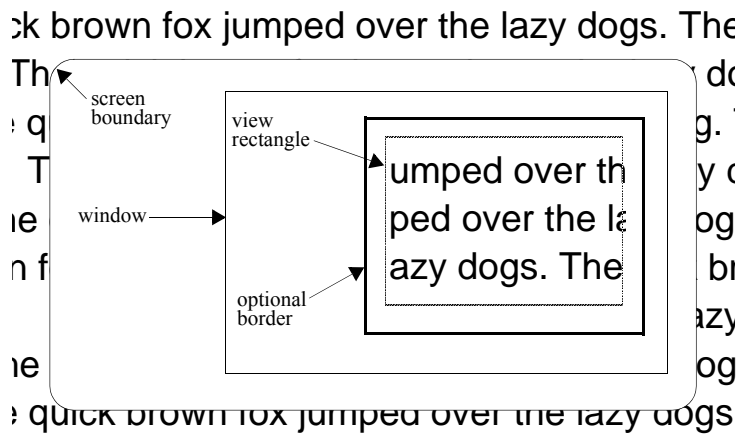 ck brown fox jumped over the lazy dogs. The
Th do
screen
boundary
q g.
view
rectangle
T umped over th y
window
ne ped over the la og
n f azy dogs. The br
optional
border
azy
ne og
quick brown fox jumped over the lazy dogs